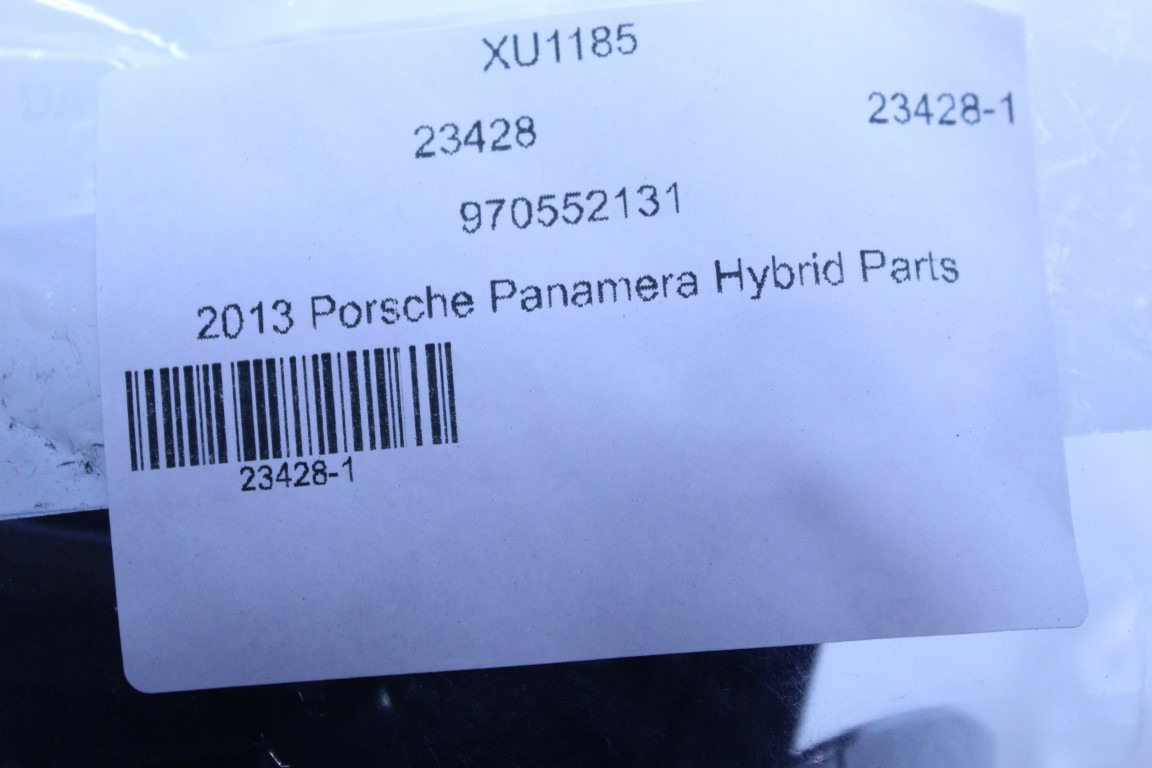 XU1185
23428 23428-1
970552131
2013 Porsche Panamera Hybrid Parts
23428-1